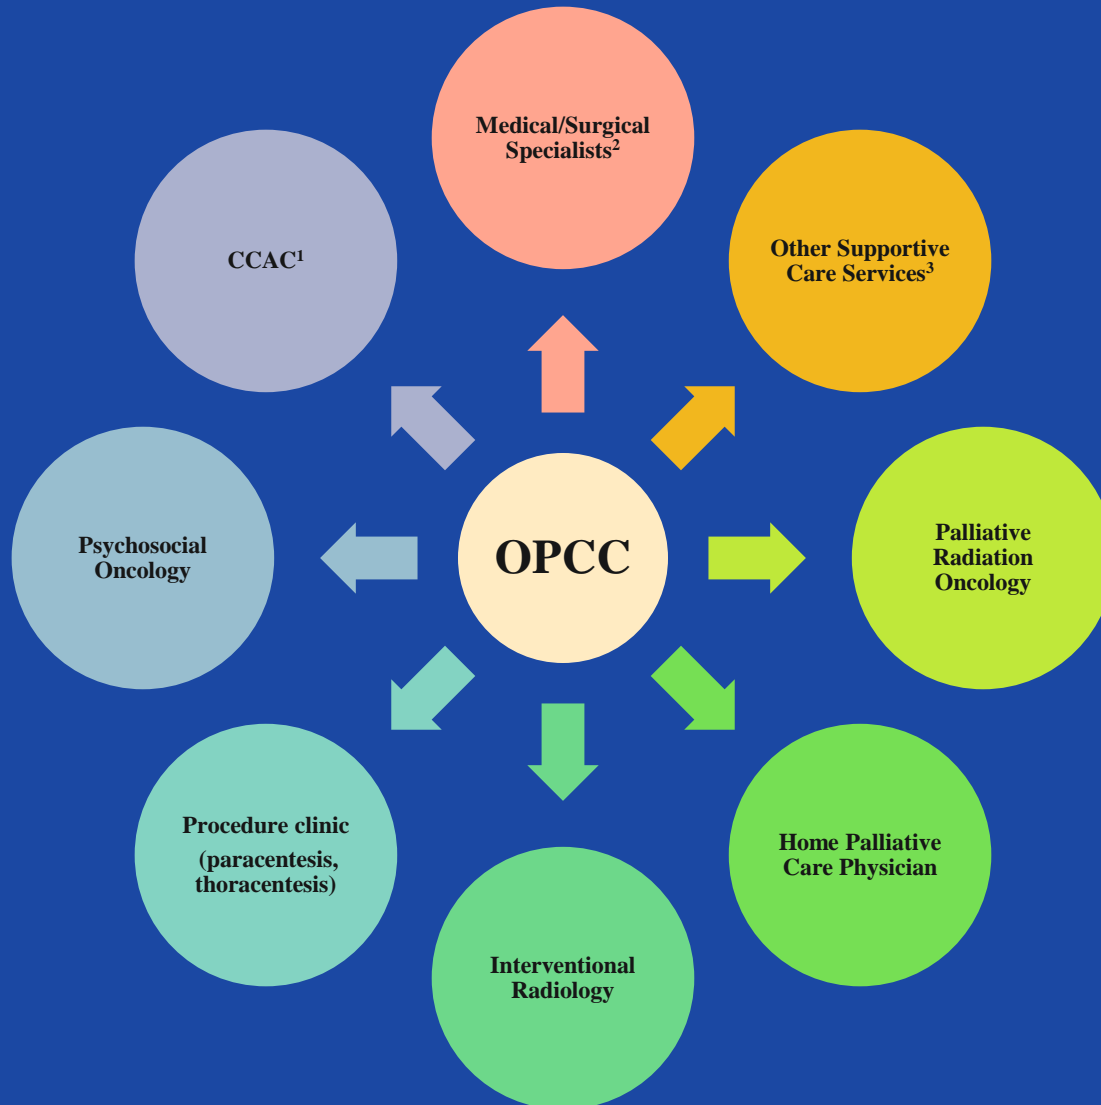 Medical/Surgical
Specialists²
Other Supportive
Care Services³
Palliative
Radiation
Oncology
Home Palliative
Care Physician
Interventional
Radiology
Procedure clinic
(paracentesis,
thoracentesis)
Psychosocial
Oncology
CCAC¹
OPCC